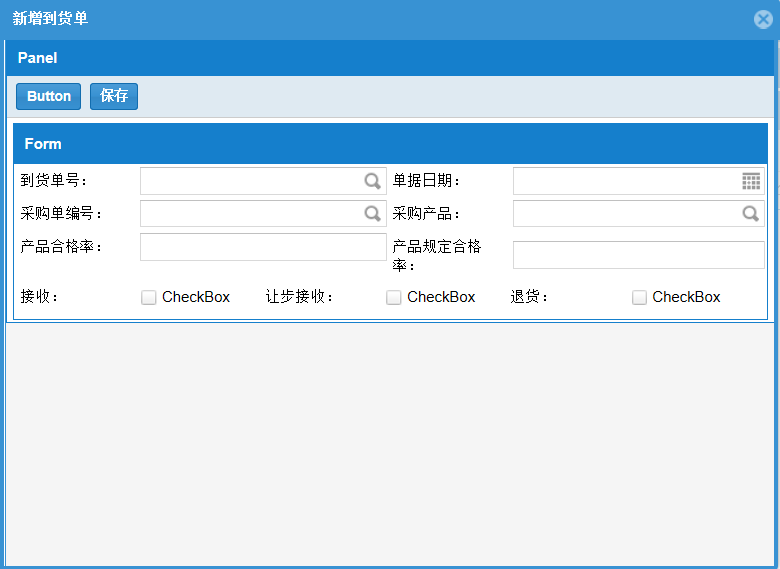 新增到货单
Panel
Button 保存
Form
到货单号： 单据日期：
采购单编号： 采购产品：
产品合格率： 产品规定合格
率：
接收： CheckBox 让步接收： CheckBox 退货： CheckBox